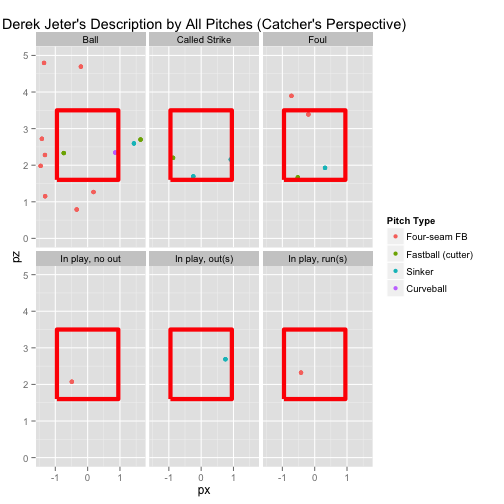 Derek Jeter's Description by All Pitches (Catcher's Perspective)
Ball
Called Strike
Foul
5
4
3
2
1
0
In play, no out
In play, out(s)
In play, run(s)
5
4
3
2
1
0
-1 0 1
-1 0 1
-1 0 1
px
pz
Pitch Type
Four-seam FB
Fastball (cutter)
Sinker
Curveball